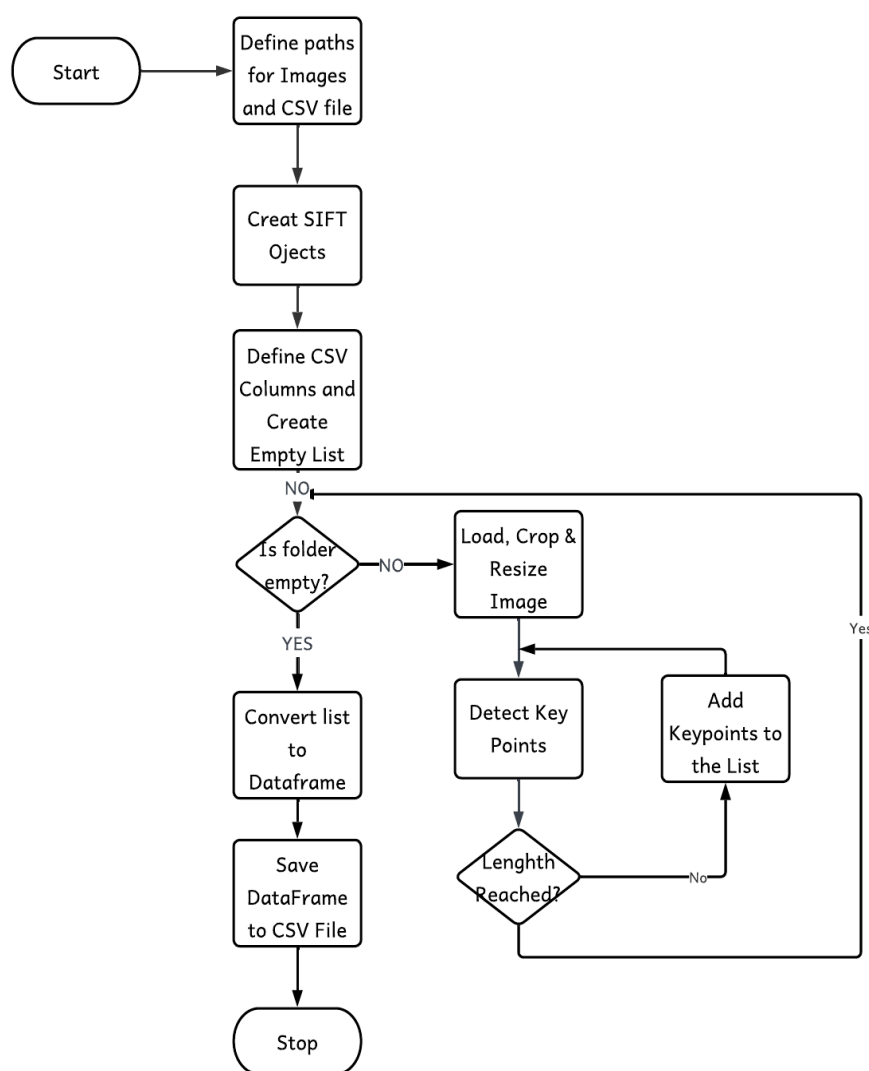 Start
Define paths
for Images
and CSV file
Creat SIFT
Ojects
Define CSV
Columns and
Create
Empty List
NO
Is folder
empty?
NO
Load, Crop &
Resize
Image
YES
Yes
Detect Key
Points
Add
Keypoints to
the List
Convert list
to
Dataframe
Lenghth
Reached?
No
Save
DataFrame
to CSV File
Stop